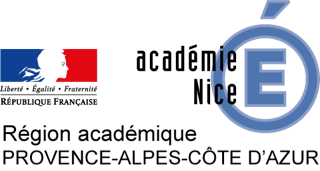 Liberté • Égalité • Fraternité
RÉPUBLIQUE FRANÇAISE
académie
Nice
É
Région académique
PROVENCE-ALPES-CÔTE D'AZUR